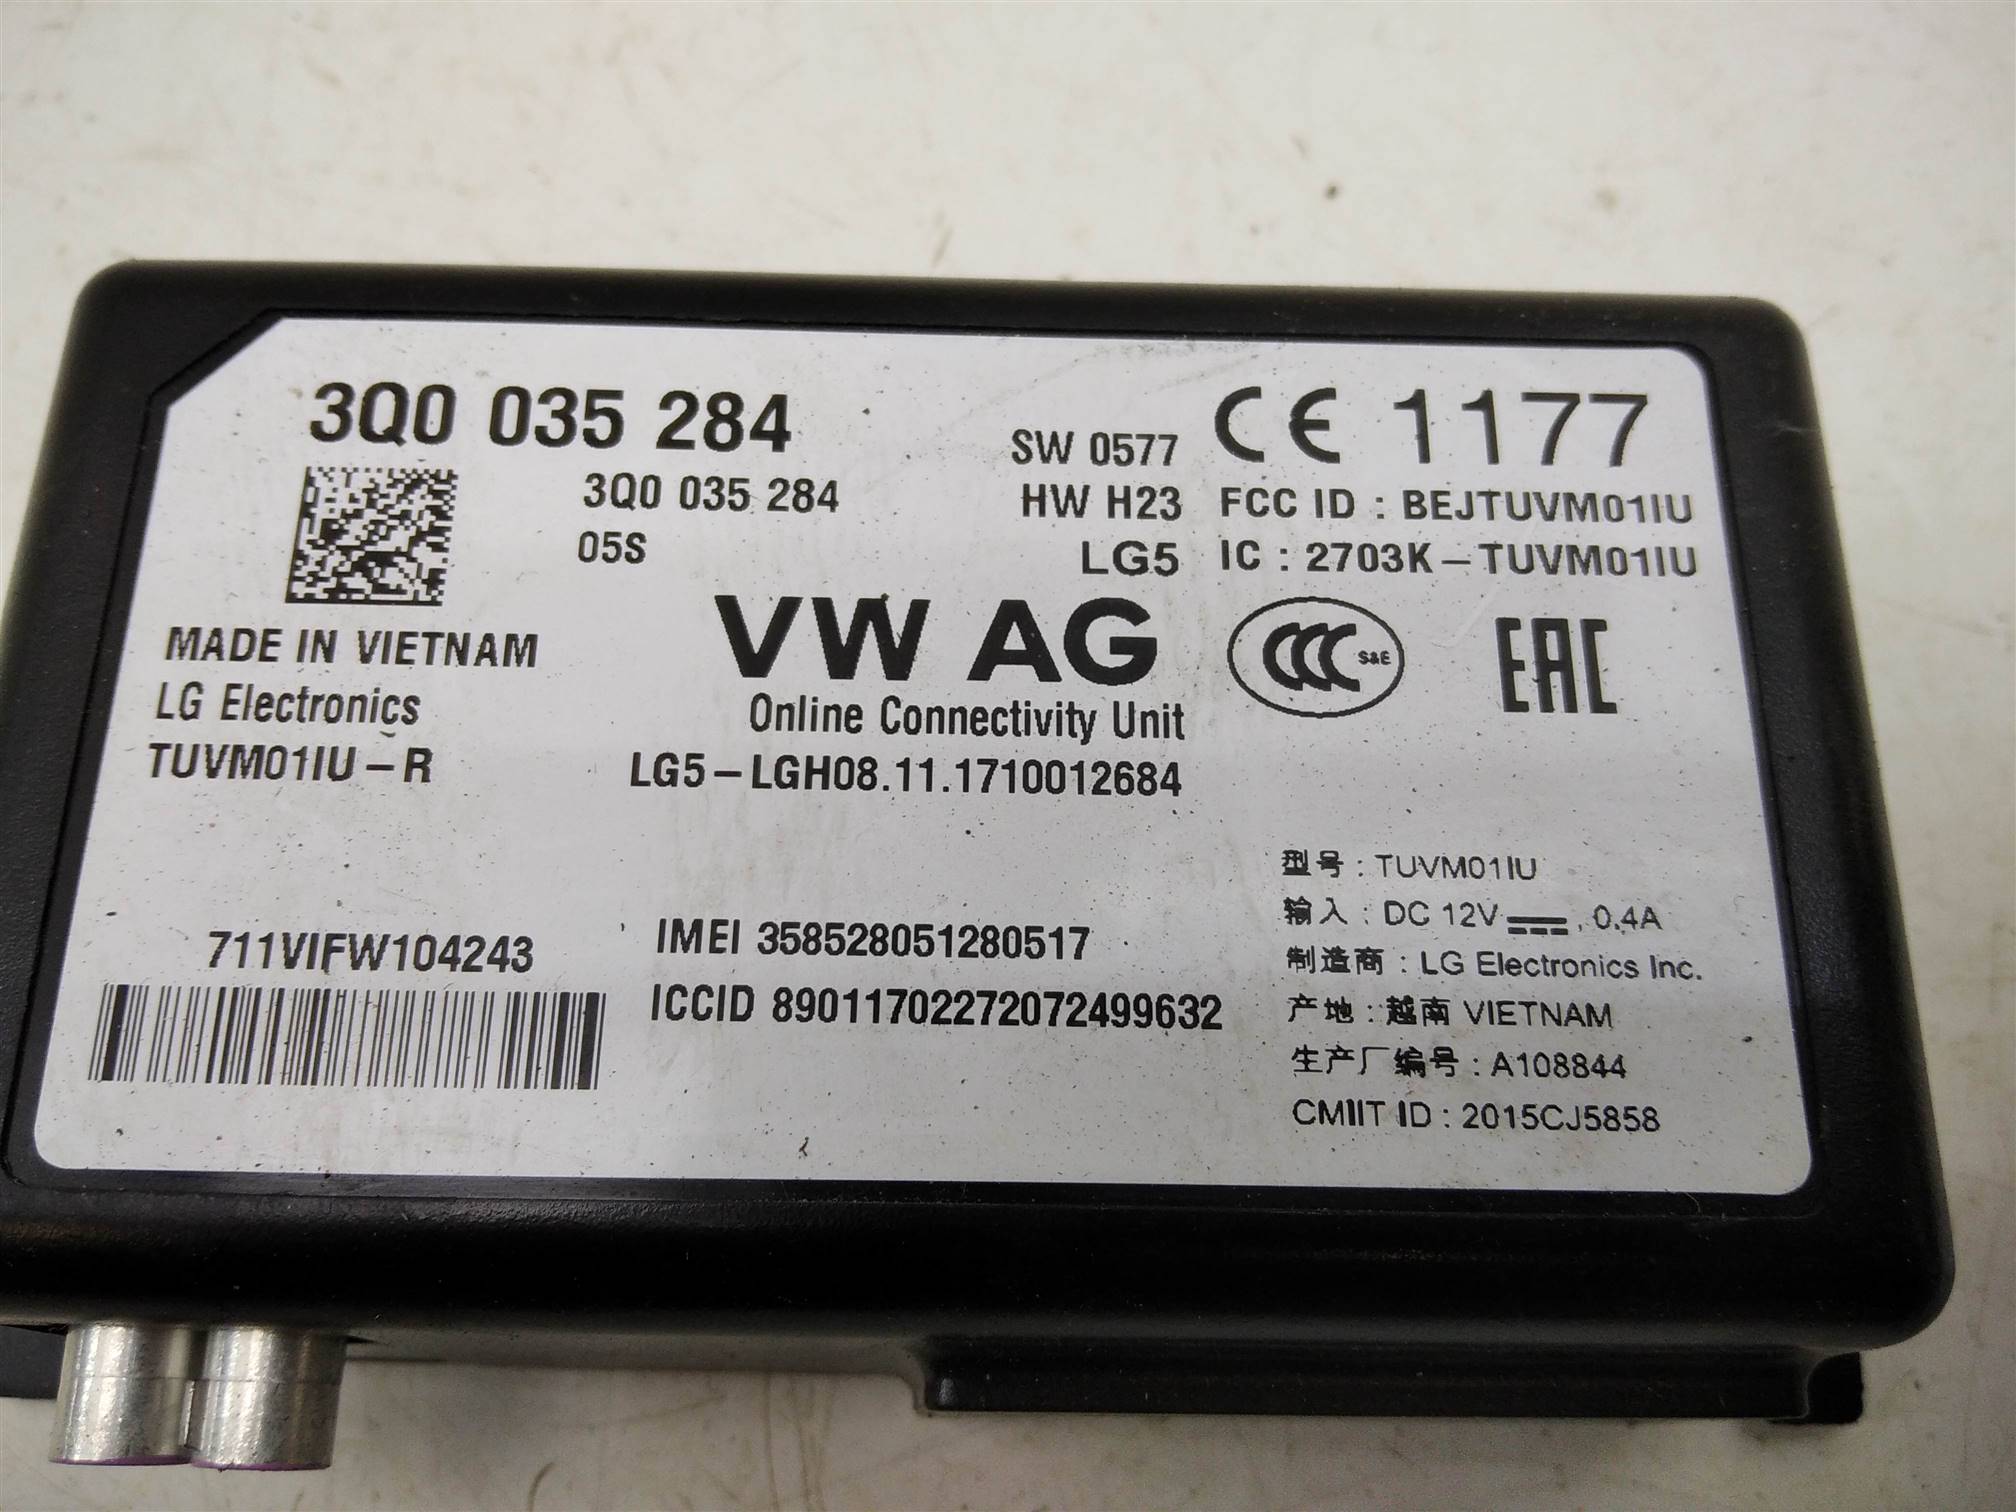 3Q0 035 284
3Q0 035 284
05S
SW 0577
HW H23
LG5
CE 1177
FCC ID : BEJTUVM01IU
IC : 2703K-TUVM01IU
MADE IN VIETNAM
LG Electronics
TUVM01IU-R
VW AG
Online Connectivity Unit
LG5-LGH08.11.1710012684
CCC S&E
EAC
711VIFW104243
IMEI 358528051280517
ICCID 89011702272072499632
型号 : TUVM01IU
输入 : DC 12V ⎓, 0.4A
制造商 : LG Electronics Inc.
产地 : 越南 VIETNAM
生产厂编号 : A108844
CMIIT ID : 2015CJ5858